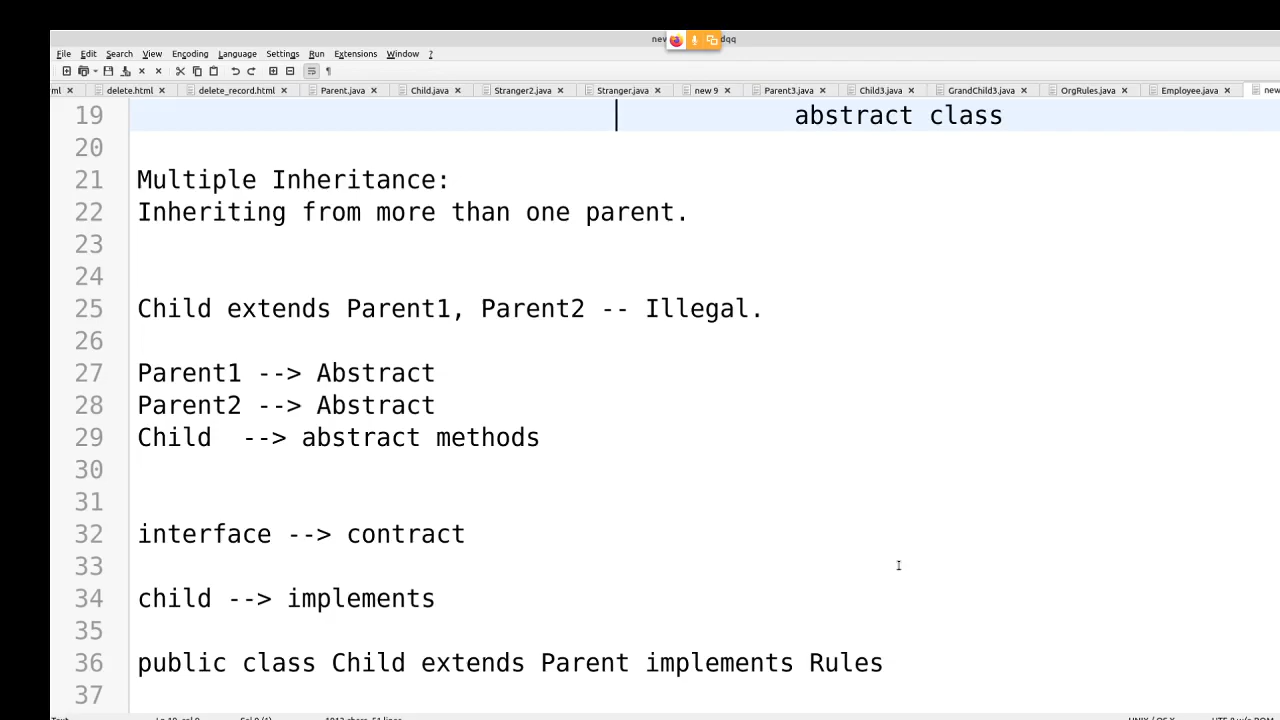 new dqq
File Edit Search View Encoding Language Settings Run Extensions Window ?
ml delete.html delete_record.html Parent.java Child.java Stranger2.java Stranger.java new 9 Parent3.java Child3.java GrandChild3.java OrgRules.java Employee.java new
19 abstract class
20
21 Multiple Inheritance:
22 Inheriting from more than one parent.
23
24
25 Child extends Parent1, Parent2 -- Illegal.
26
27 Parent1 --> Abstract
28 Parent2 --> Abstract
29 Child --> abstract methods
30
31
32 interface --> contract
33
34 child --> implements
35
36 public class Child extends Parent implements Rules
37